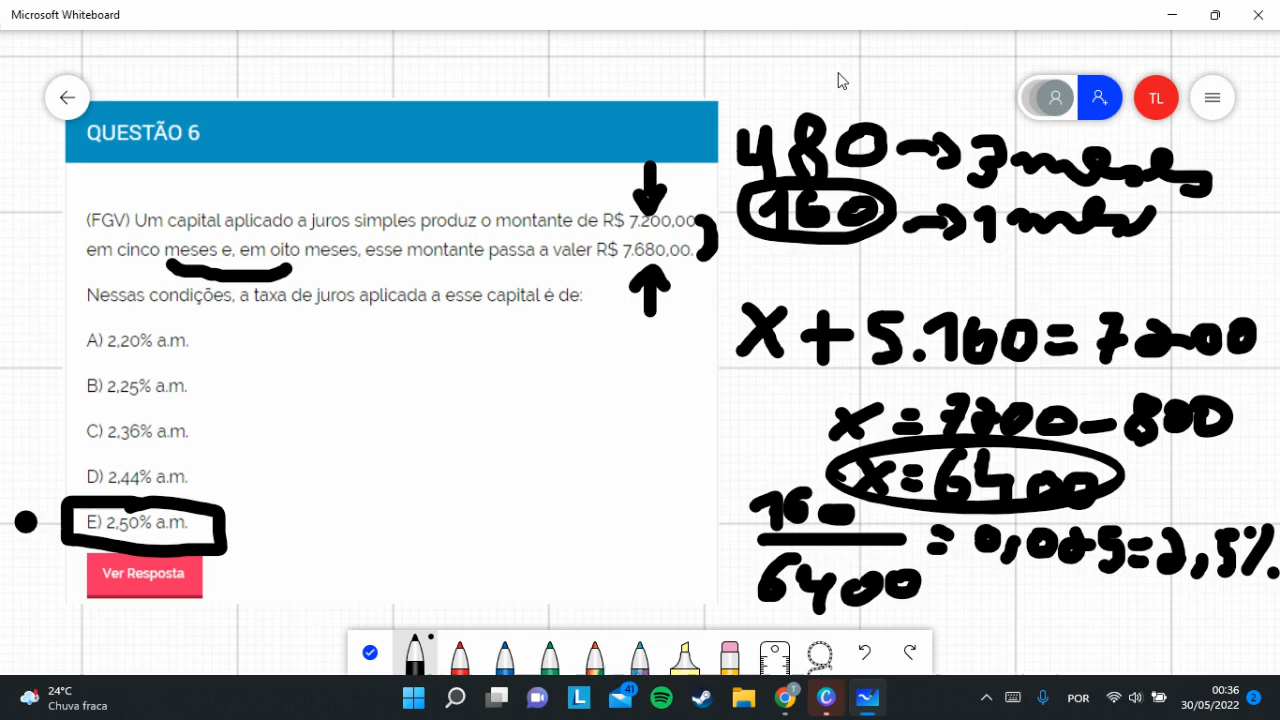 Microsoft Whiteboard
TL
QUESTÃO 6
(FGV) Um capital aplicado a juros simples produz o montante de R$ 7.200,00
em cinco meses e, em oito meses, esse montante passa a valer R$ 7.680,00.
Nessas condições, a taxa de juros aplicada a esse capital é de:
A) 2,20% a.m.
B) 2,25% a.m.
C) 2,36% a.m.
D) 2,44% a.m.
E) 2,50% a.m.
Ver Resposta
480 → 3 meses
160 → 1 mes
x + 5.160 = 7200
x = 7200 - 800
x = 6400
160
6400
= 0,025 = 2,5%
24°C
Chuva fraca
L
41
T
C
POR
00:36
30/05/2022
2